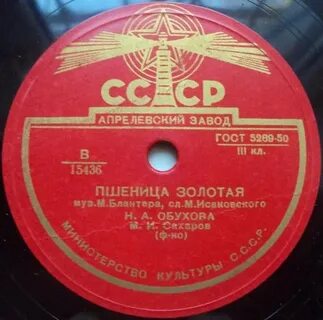 СССР
АПРЕЛЕВСКИЙ ЗАВОД
ГОСТ 5289-50
III кл.
В
15436
ПШЕНИЦА ЗОЛОТАЯ
муз. М. Блантера, сл. М. Исаковского
Н. А. ОБУХОВА
М. И. Сахаров
(ф-но)
МИНИСТЕРСТВО КУЛЬТУРЫ С.С.С.Р.